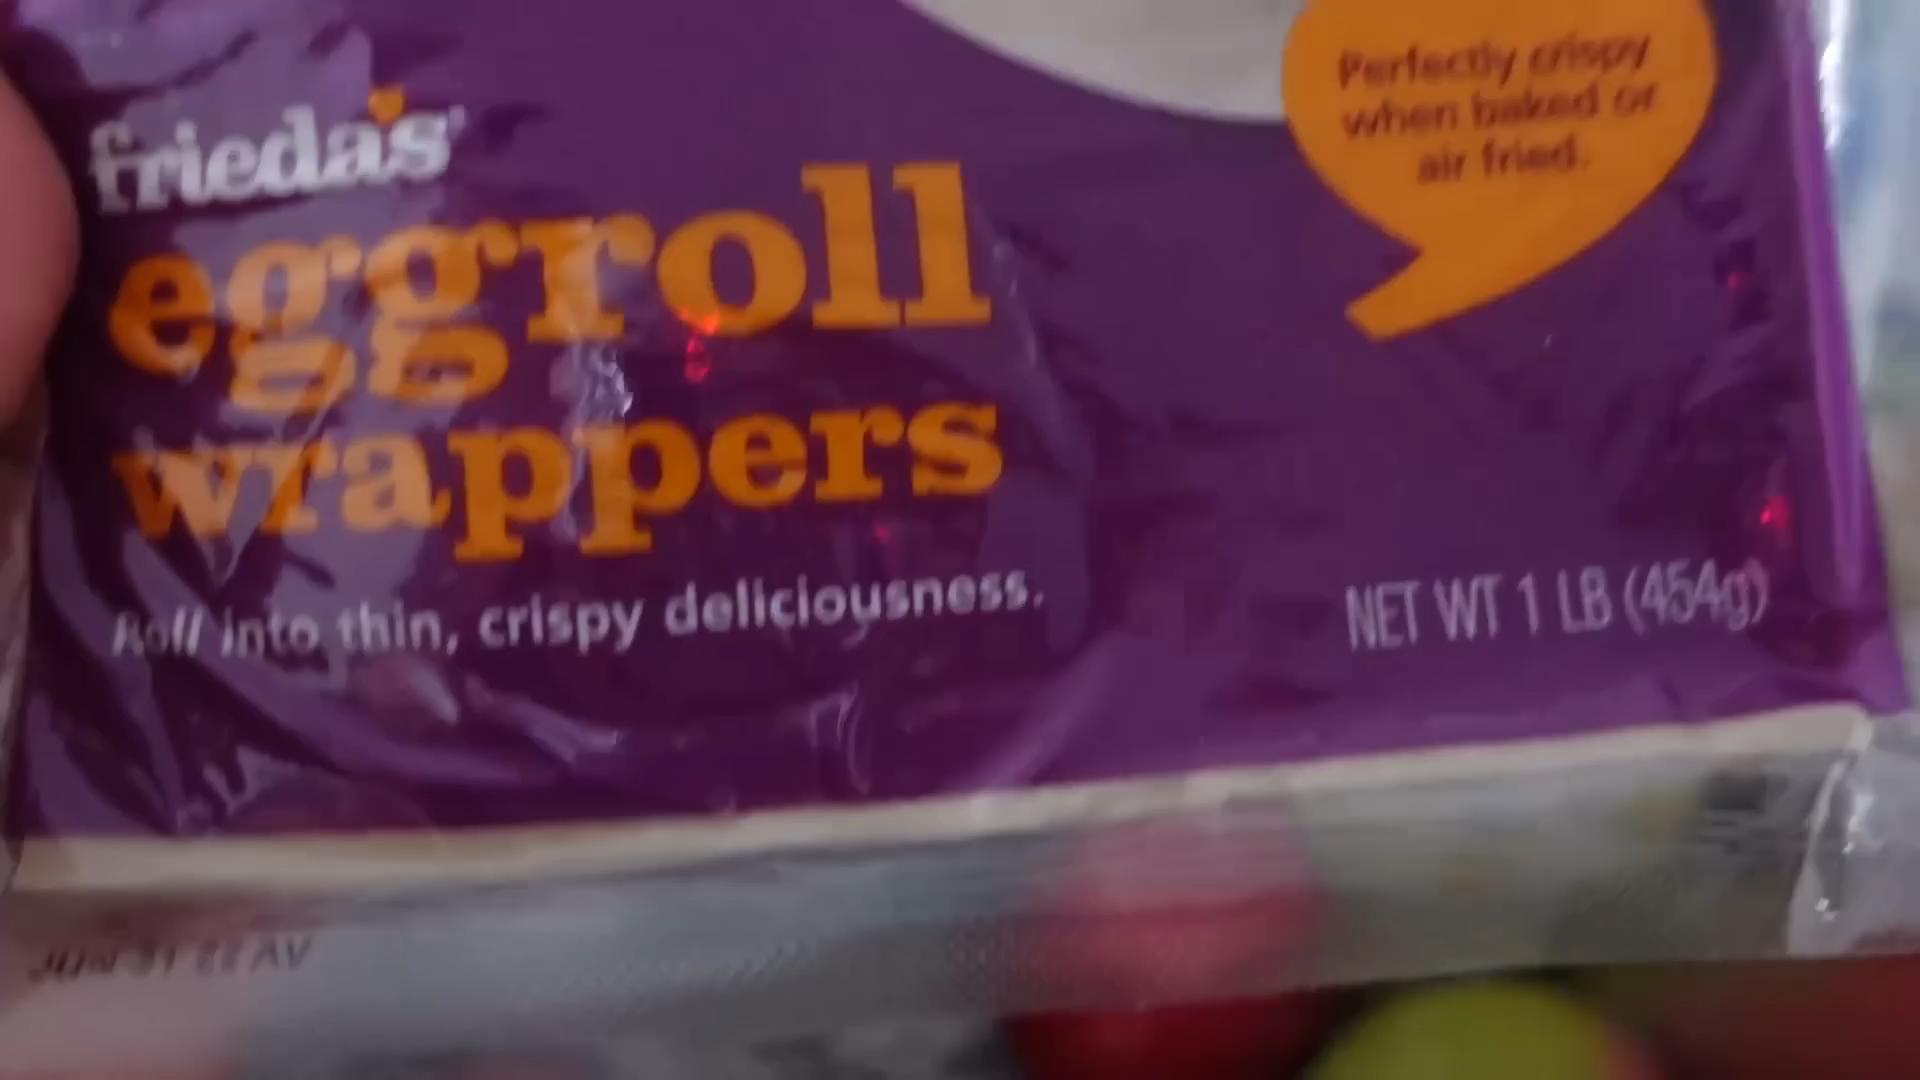 frieda's
eggroll
wrappers
Roll into thin, crispy deliciousness.
Perfectly crispy
when baked or
air fried.
NET WT 1 LB (454g)